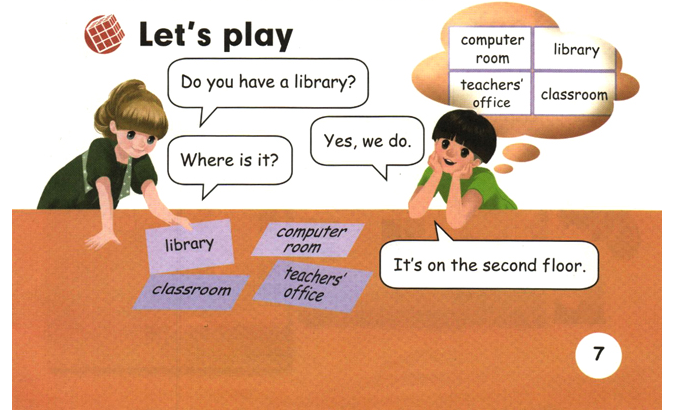 Let's play
Do you have a library?
Where is it?
Yes, we do.
It's on the second floor.
computer
room
library
teachers'
office
classroom
library
computer
room
classroom
teachers'
office
7